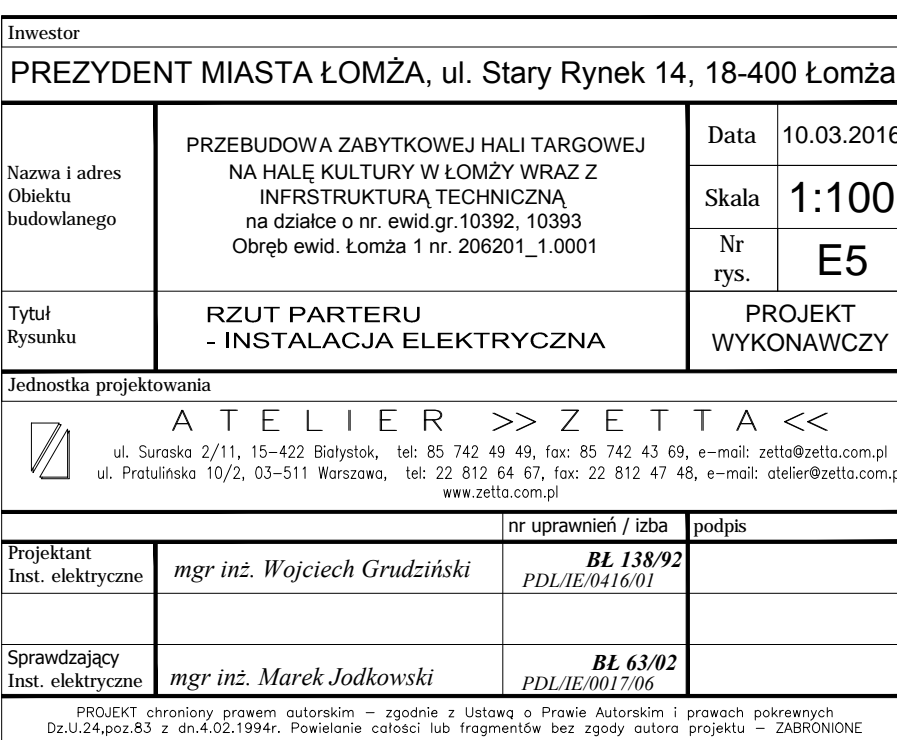 Inwestor
PREZYDENT MIASTA ŁOMŻA, ul. Stary Rynek 14, 18-400 Łomża
Nazwa i adres
Obiektu
budowlanego
PRZEBUDOWA ZABYTKOWEJ HALI TARGOWEJ
NA HALĘ KULTURY W ŁOMŻY WRAZ Z
INFRSTRUKTURĄ TECHNICZNĄ
na działce o nr. ewid.gr.10392, 10393
Obręb ewid. Łomża 1 nr. 206201_1.0001
Data 10.03.2016
Skala 1:100
Nr
rys. E5
Tytuł
Rysunku
RZUT PARTERU
- INSTALACJA ELEKTRYCZNA
PROJEKT
WYKONAWCZY
Jednostka projektowania
ATELIER >> ZETTA <<
ul. Suraska 2/11, 15-422 Białystok, tel: 85 742 49 49, fax: 85 742 43 69, e-mail: zetta@zetta.com.pl
ul. Pratulińska 10/2, 03-511 Warszawa, tel: 22 812 64 67, fax: 22 812 47 48, e-mail: atelier@zetta.com.p
www.zetta.com.pl
nr uprawnień / izba podpis
Projektant
Inst. elektryczne
mgr inż. Wojciech Grudziński
BŁ 138/92
PDL/IE/0416/01
Sprawdzający
Inst. elektryczne
mgr inż. Marek Jodkowski
BŁ 63/02
PDL/IE/0017/06
PROJEKT chroniony prawem autorskim – zgodnie z Ustawą o Prawie Autorskim i prawach pokrewnych
Dz.U.24,poz.83 z dn.4.02.1994r. Powielanie całości lub fragmentów bez zgody autora projektu – ZABRONIONE